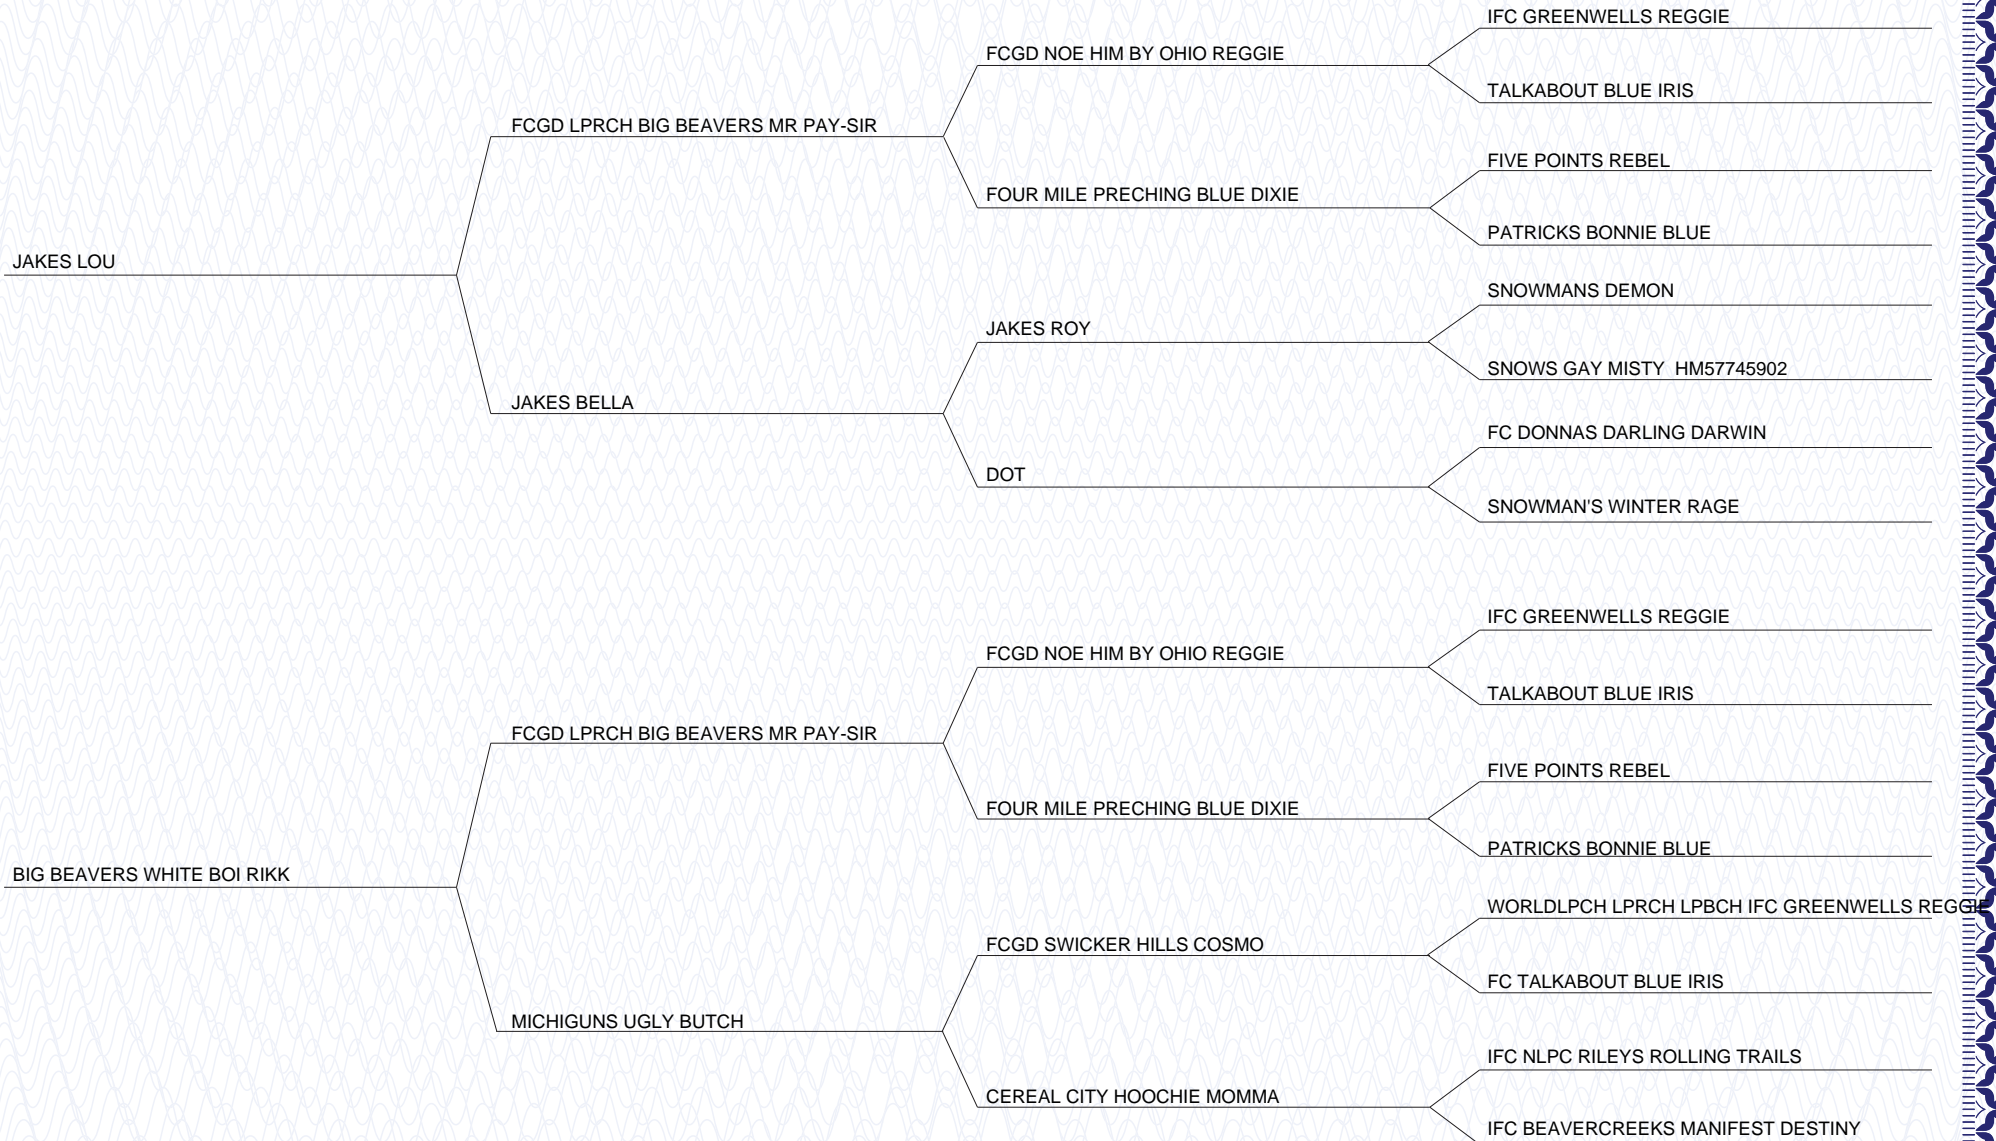 IFC GREENWELLS REGGIE
FCGD NOE HIM BY OHIO REGGIE
TALKABOUT BLUE IRIS
FCGD LPRCH BIG BEAVERS MR PAY-SIR
FIVE POINTS REBEL
FOUR MILE PRECHING BLUE DIXIE
PATRICKS BONNIE BLUE
JAKES LOU
SNOWMANS DEMON
JAKES ROY
SNOWS GAY MISTY  HM57745902
JAKES BELLA
FC DONNAS DARLING DARWIN
DOT
SNOWMAN'S WINTER RAGE
IFC GREENWELLS REGGIE
FCGD NOE HIM BY OHIO REGGIE
TALKABOUT BLUE IRIS
FCGD LPRCH BIG BEAVERS MR PAY-SIR
FIVE POINTS REBEL
FOUR MILE PRECHING BLUE DIXIE
PATRICKS BONNIE BLUE
BIG BEAVERS WHITE BOI RIKK
WORLDLPCH LPRCH LPBCH IFC GREENWELLS REGGIE
FCGD SWICKER HILLS COSMO
FC TALKABOUT BLUE IRIS
MICHIGUNS UGLY BUTCH
IFC NLPC RILEYS ROLLING TRAILS
CEREAL CITY HOOCHIE MOMMA
IFC BEAVERCREEKS MANIFEST DESTINY